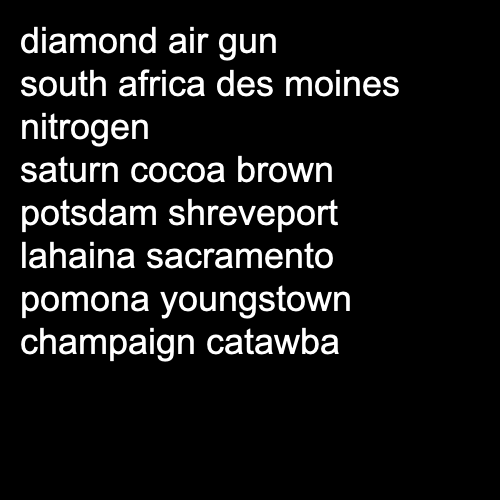 diamond air gun
south africa des moines
nitrogen
saturn cocoa brown
potsdam shreveport
lahaina sacramento
pomona youngstown
champaign catawba